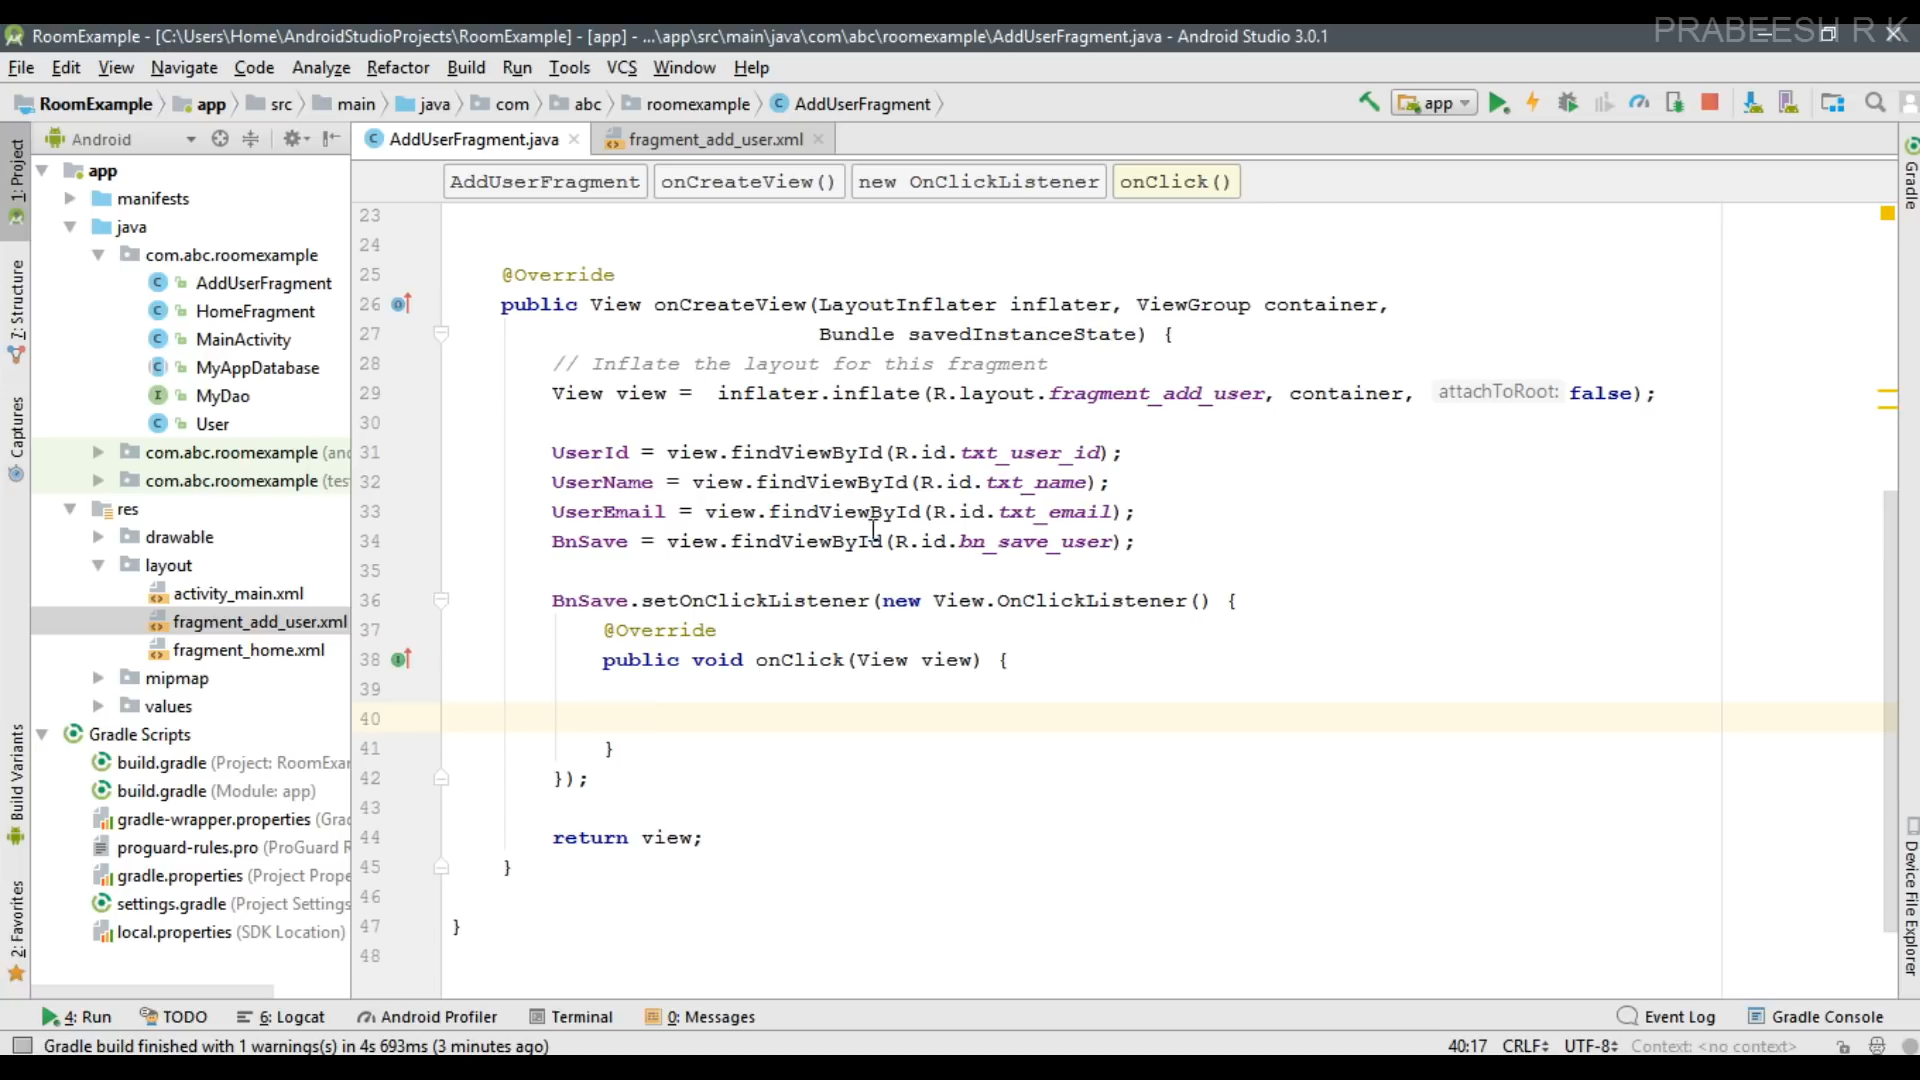 PRABEESH R K
RoomExample - [C:\Users\Home\AndroidStudioProjects\RoomExample] - [app] - ...\app\src\main\java\com\abc\roomexample\AddUserFragment.java - Android Studio 3.0.1
File Edit View Navigate Code Analyze Refactor Build Run Tools VCS Window Help
RoomExample app src main java com abc roomexample AddUserFragment app
Android AddUserFragment.java fragment_add_user.xml
AddUserFragment onCreateView() new OnClickListener onClick()
1: Project
7: Structure
Captures
Build Variants
2: Favorites
app
manifests
java
com.abc.roomexample
AddUserFragment
HomeFragment
MainActivity
MyAppDatabase
MyDao
User
com.abc.roomexample (and
com.abc.roomexample (tes
res
drawable
layout
activity_main.xml
fragment_add_user.xml
fragment_home.xml
mipmap
values
Gradle Scripts
build.gradle (Project: RoomExar
build.gradle (Module: app)
gradle-wrapper.properties (Gra
proguard-rules.pro (ProGuard R
gradle.properties (Project Prope
settings.gradle (Project Settings
local.properties (SDK Location)
23
24
25 @Override
26 public View onCreateView(LayoutInflater inflater, ViewGroup container,
27 Bundle savedInstanceState) {
28 // Inflate the layout for this fragment
29 View view = inflater.inflate(R.layout.fragment_add_user, container, attachToRoot: false);
30
31 UserId = view.findViewById(R.id.txt_user_id);
32 UserName = view.findViewById(R.id.txt_name);
33 UserEmail = view.findViewById(R.id.txt_email);
34 BnSave = view.findViewById(R.id.bn_save_user);
35
36 BnSave.setOnClickListener(new View.OnClickListener() {
37 @Override
38 public void onClick(View view) {
39
40
41 }
42 });
43
44 return view;
45 }
46
47 }
48
Gradle
Device File Explorer
4: Run TODO 6: Logcat Android Profiler Terminal 0: Messages Event Log Gradle Console
Gradle build finished with 1 warnings(s) in 4s 693ms (3 minutes ago) 40:17 CRLF UTF-8 Context: <no context>